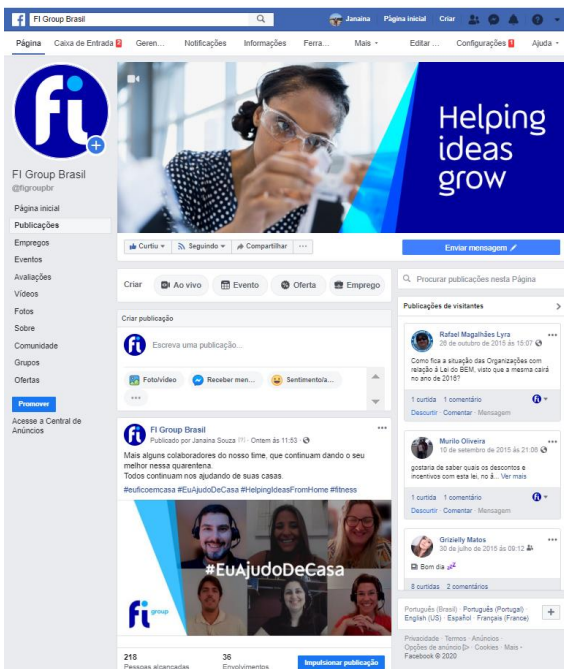 FI Group Brasil
Janaina Página inicial Criar
Página Caixa de Entrada 2 Geren... Notificações Informações Ferra... Mais Editar ... Configurações 1 Ajuda
fi
Helping
ideas
grow
FI Group Brasil
@figroupbr
Página inicial
Publicações
Empregos
Eventos
Avaliações
Vídeos
Fotos
Sobre
Comunidade
Grupos
Ofertas
Promover
Acesse a Central de
Anúncios
Curtiu Seguindo Compartilhar ...
Enviar mensagem
Criar Ao vivo Evento Oferta Emprego
Criar publicação
Escreva uma publicação...
Foto/vídeo Receber men... Sentimento/a...
...
FI Group Brasil
Publicado por Janaina Souza [?] · Ontem às 11:53 ·
Mais alguns colaboradores do nosso time, que continuam dando o seu
melhor nessa quarentena.
Todos continuam nos ajudando de suas casas.
#euficoemcasa #EuAjudoDeCasa #HelpingIdeasFromHome #fitness
#EuAjudoDeCasa
fi group
218
Pessoas alcançadas
36
Envolvimentos
Impulsionar publicação
Procurar publicações nesta Página
Publicações de visitantes
Rafael Magalhães Lyra
26 de outubro de 2015 às 15:07
Como fica a situação das Organizações com
relação à Lei do BEM, visto que a mesma cairá
no ano de 2016?
1 curtida 1 comentário
Descurtir · Comentar · Mensagem
Murilo Oliveira
10 de setembro de 2015 às 21:06
gostaria de saber quais os descontos e
incentivos com esta lei, no â... Ver mais
1 curtida 1 comentário
Descurtir · Comentar · Mensagem
Grizielly Matos
30 de julho de 2015 às 09:12
Bom dia
8 curtidas 2 comentários
Português (Brasil) · Português (Portugal) ·
English (US) · Español · Français (France)
Privacidade · Termos · Anúncios ·
Opções de anúncio · Cookies · Mais
Facebook © 2020